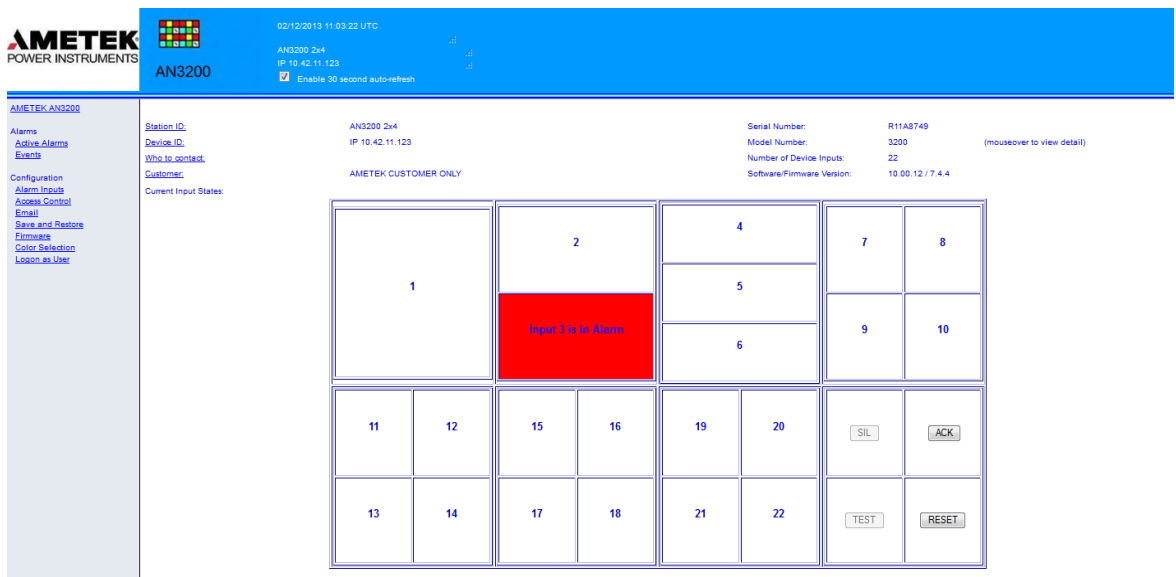 AMETEK
POWER INSTRUMENTS
AN3200
02/12/2013 11:03:22 UTC
AN3200 2x4
IP 10.42.11.123
Enable 30 second auto-refresh
AMETEK AN3200
Alarms
Active Alarms
Events
Configuration
Alarm Inputs
Access Control
Email
Save and Restore
Firmware
Color Selection
Logon as User
Station ID: AN3200 2x4 Serial Number: R11A8749
Device ID: IP 10.42.11.123 Model Number: 3200 (mouseover to view detail)
Who to contact: Number of Device Inputs: 22
Customer: AMETEK CUSTOMER ONLY Software/Firmware Version: 10.00.12 / 7.4.4
Current Input States:
1
2
Input 3 is in Alarm
4
5
6
7 8
9 10
11 12 15 16 19 20 SIL ACK
13 14 17 18 21 22 TEST RESET